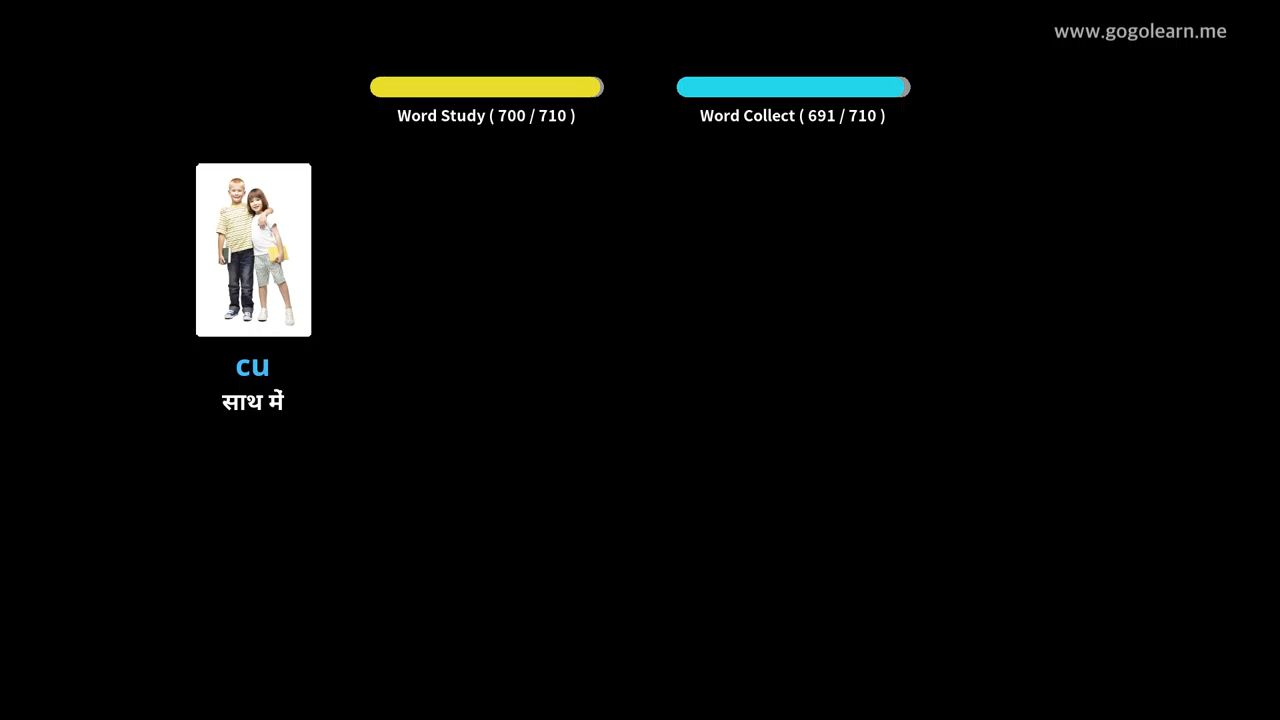 www.gogolearn.me
Word Study ( 700 / 710 )
Word Collect ( 691 / 710 )
cu
साथ में